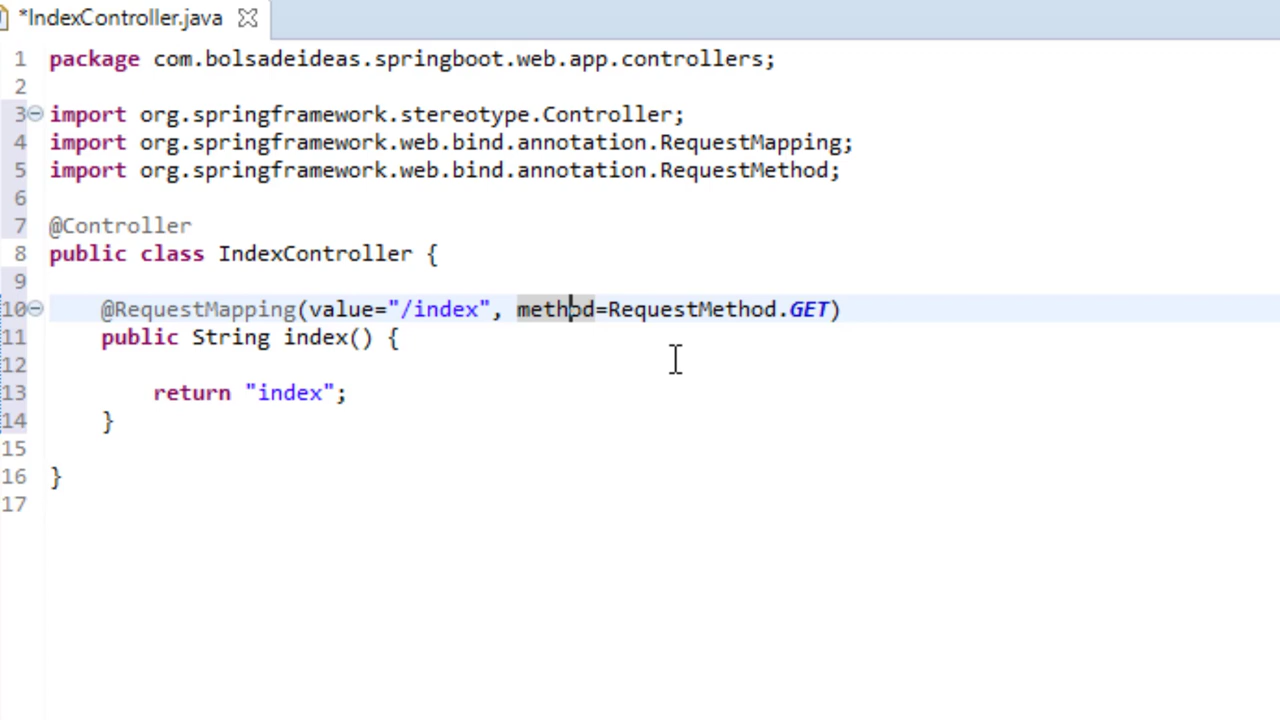 *IndexController.java
1 package com.bolsadeideas.springboot.web.app.controllers;
2
3 import org.springframework.stereotype.Controller;
4 import org.springframework.web.bind.annotation.RequestMapping;
5 import org.springframework.web.bind.annotation.RequestMethod;
6
7 @Controller
8 public class IndexController {
9
10 @RequestMapping(value="/index", method=RequestMethod.GET)
11 public String index() {
12
13 return "index";
14 }
15
16 }
17